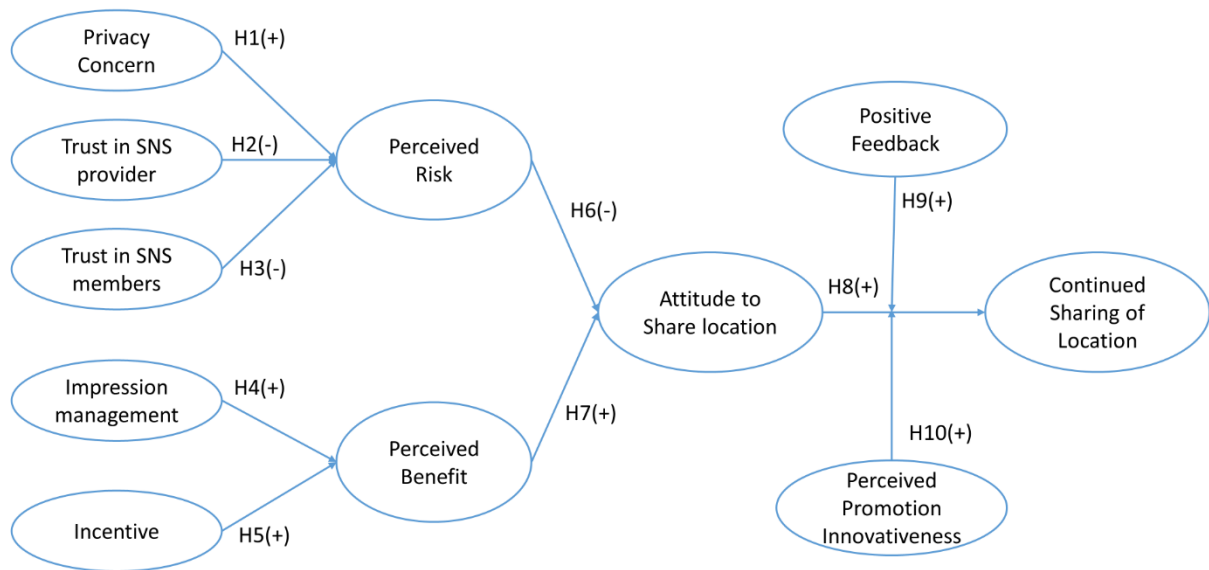 Privacy
Concern
H1(+)
Trust in SNS
provider
H2(-)
Trust in SNS
members
H3(-)
Perceived
Risk
Impression
management
H4(+)
Incentive
H5(+)
Perceived
Benefit
H6(-)
H7(+)
Attitude to
Share location
H8(+)
Positive
Feedback
H9(+)
H10(+)
Perceived
Promotion
Innovativeness
Continued
Sharing of
Location